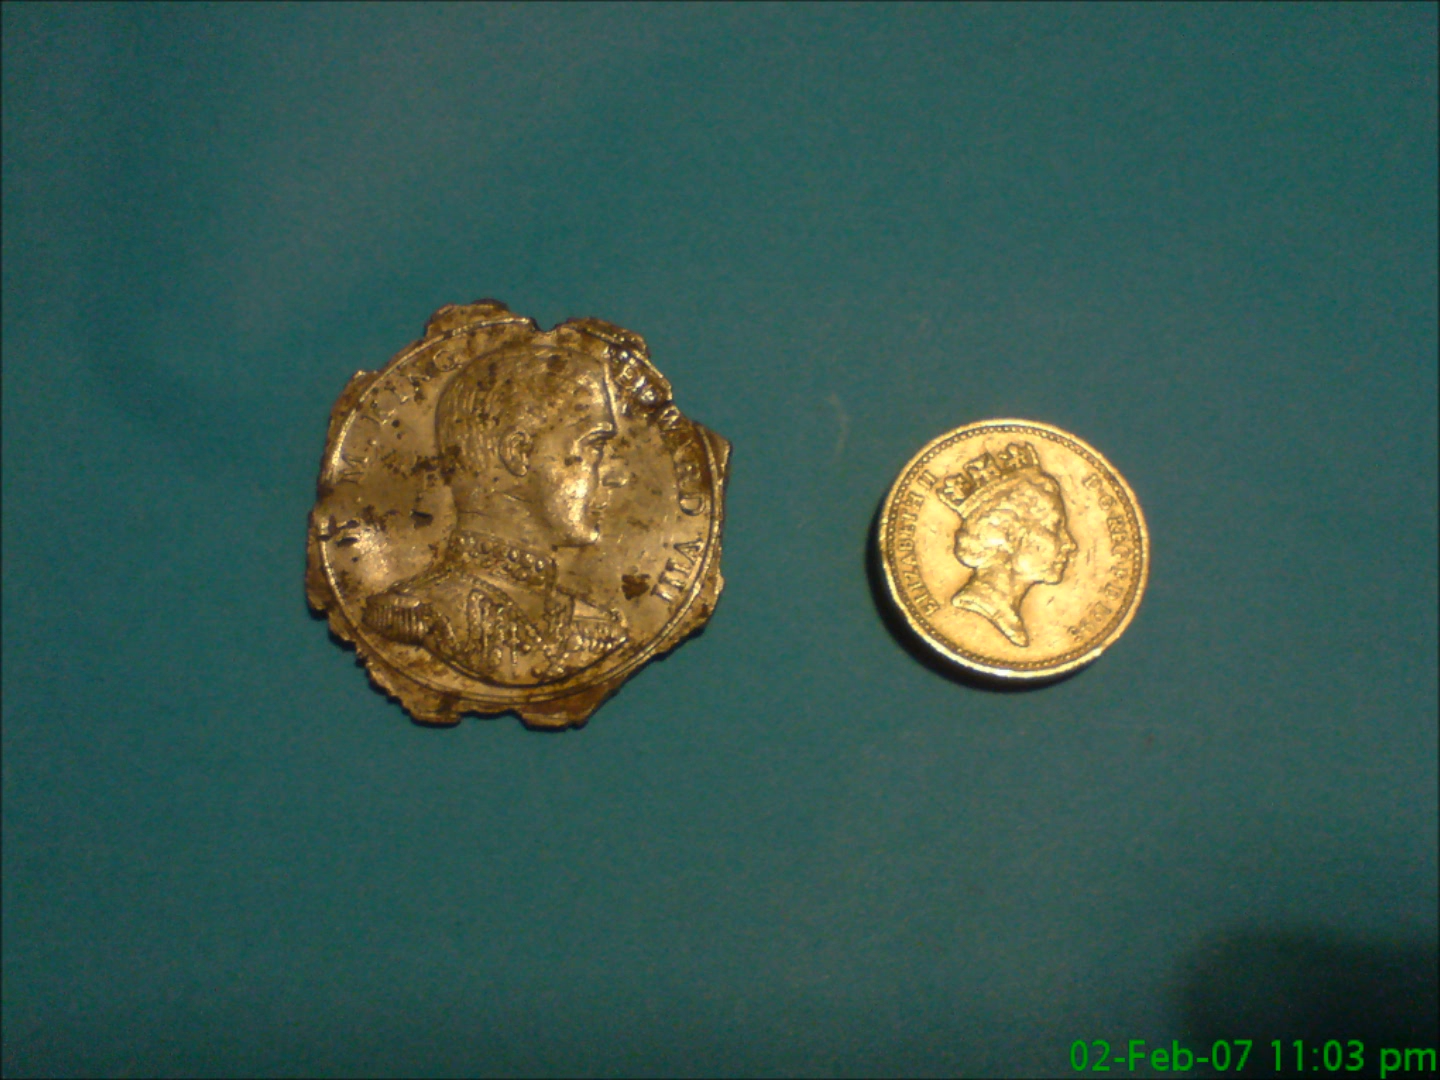 H. M. KING EDWARD VIII
ELIZABETH II D·G·REG·F·D·
02-Feb-07 11:03 pm